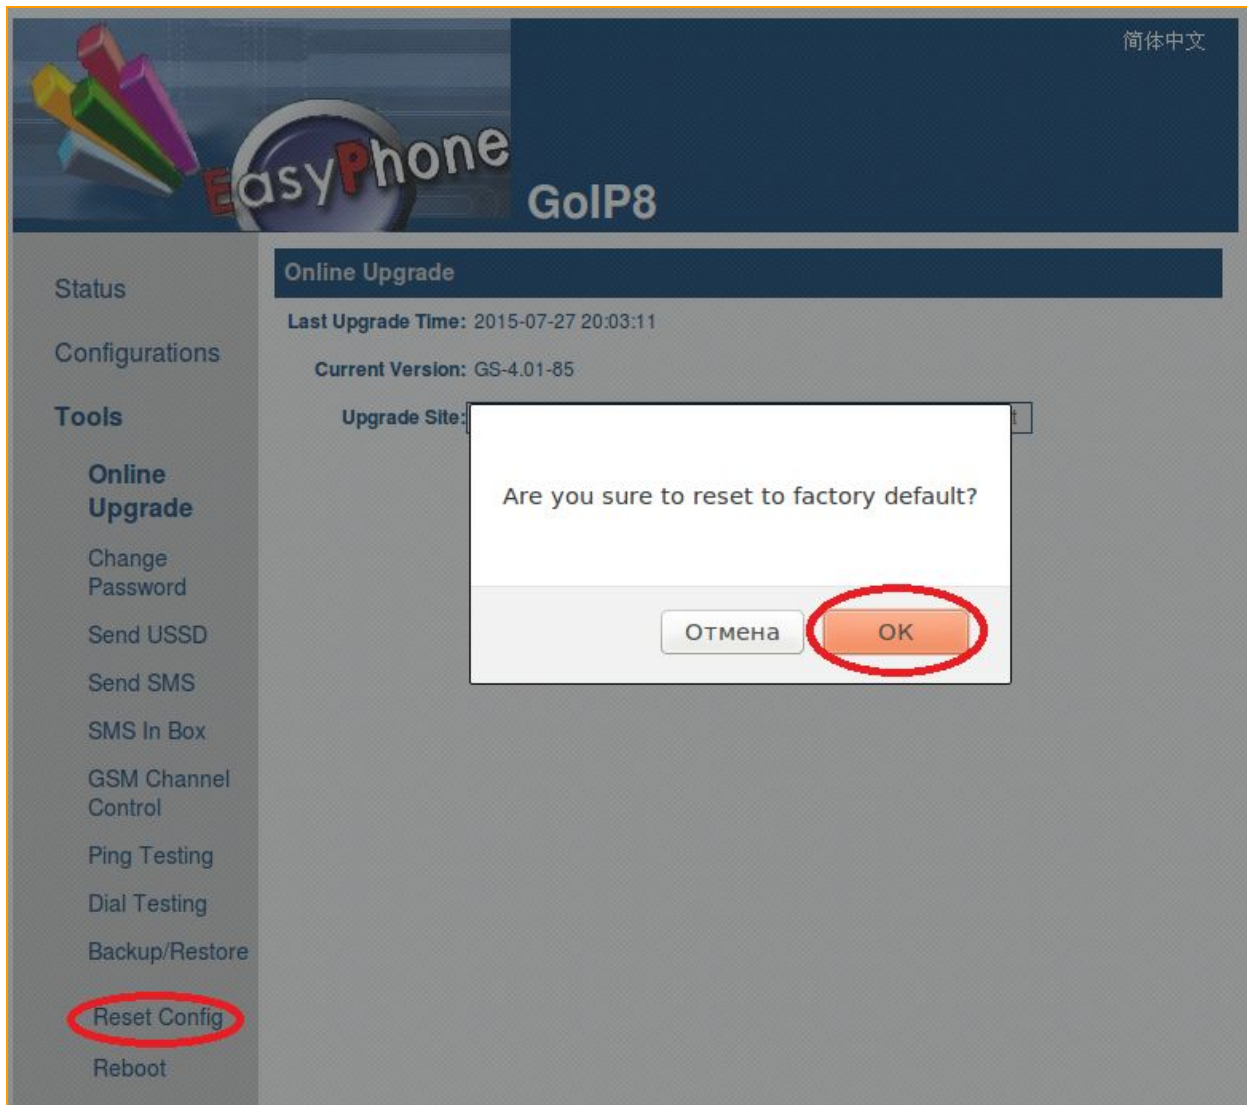 简体中文
EasyPhone
GoIP8
Status
Configurations
Tools
Online
Upgrade
Change
Password
Send USSD
Send SMS
SMS In Box
GSM Channel
Control
Ping Testing
Dial Testing
Backup/Restore
Reset Config
Reboot
Online Upgrade
Last Upgrade Time: 2015-07-27 20:03:11
Current Version: GS-4.01-85
Upgrade Site:
Are you sure to reset to factory default?
Отмена
OK